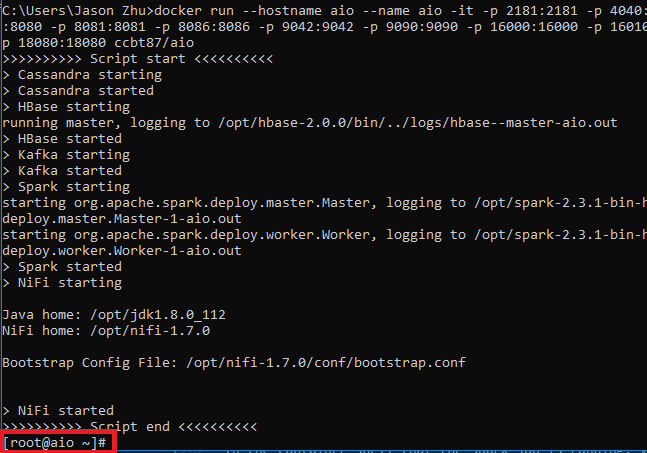 C:\Users\Jason Zhu>docker run --hostname aio --name aio -it -p 2181:2181 -p 4040:
:8080 -p 8081:8081 -p 8086:8086 -p 9042:9042 -p 9090:9090 -p 16000:16000 -p 16010
p 18080:18080 ccbt87/aio
>>>>>>>>>> Script start <<<<<<<<<<
> Cassandra starting
> Cassandra started
> HBase starting
running master, logging to /opt/hbase-2.0.0/bin/../logs/hbase--master-aio.out
> HBase started
> Kafka starting
> Kafka started
> Spark starting
starting org.apache.spark.deploy.master.Master, logging to /opt/spark-2.3.1-bin-h
deploy.master.Master-1-aio.out
starting org.apache.spark.deploy.worker.Worker, logging to /opt/spark-2.3.1-bin-h
deploy.worker.Worker-1-aio.out
> Spark started
> NiFi starting
Java home: /opt/jdk1.8.0_112
NiFi home: /opt/nifi-1.7.0
Bootstrap Config File: /opt/nifi-1.7.0/conf/bootstrap.conf
> NiFi started
>>>>>>>>>> Script end <<<<<<<<<<
[root@aio ~]#